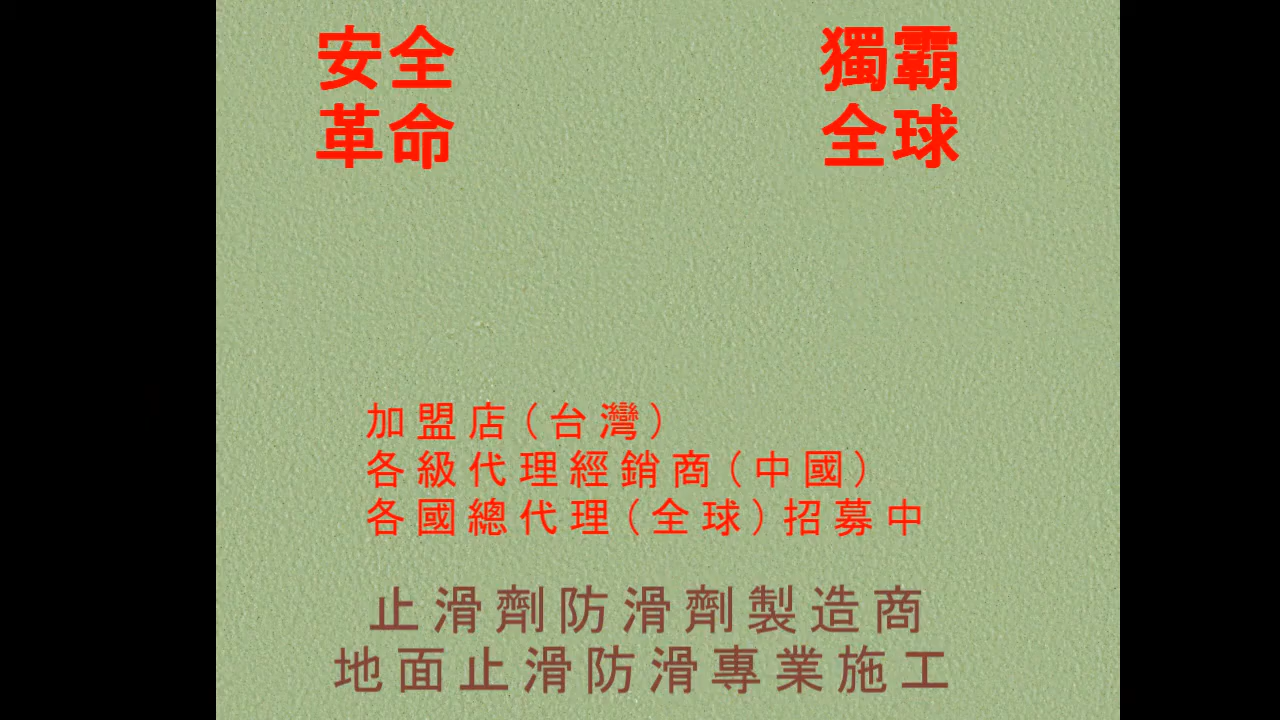 安全
革命
獨霸
全球
加盟店(台灣)
各級代理經銷商(中國)
各國總代理(全球)招募中
止滑劑防滑劑製造商
地面止滑防滑專業施工